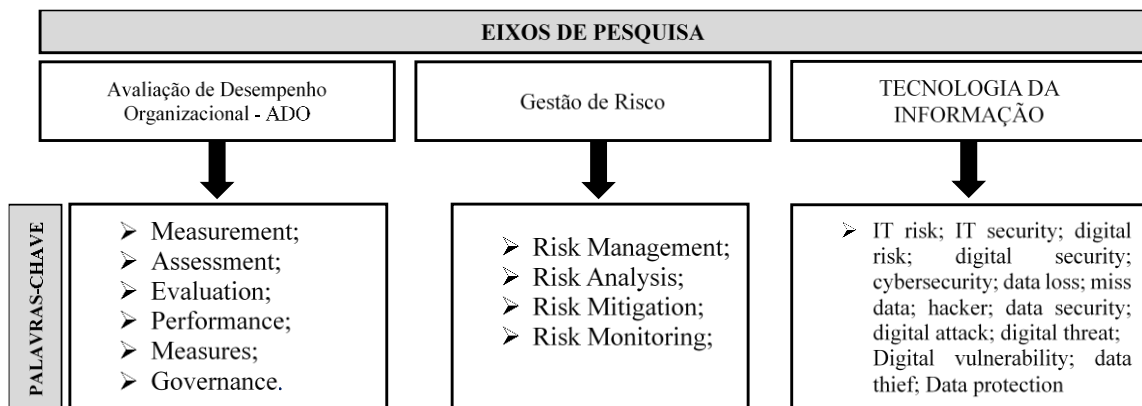 EIXOS DE PESQUISA
Avaliação de Desempenho
Organizacional - ADO
Gestão de Risco
TECNOLOGIA DA
INFORMAÇÃO
PALAVRAS-CHAVE
➢ Measurement;
➢ Assessment;
➢ Evaluation;
➢ Performance;
➢ Measures;
➢ Governance.
➢ Risk Management;
➢ Risk Analysis;
➢ Risk Mitigation;
➢ Risk Monitoring;
➢ IT risk; IT security; digital
risk; digital security;
cybersecurity; data loss; miss
data; hacker; data security;
digital attack; digital threat;
Digital vulnerability; data
thief; Data protection